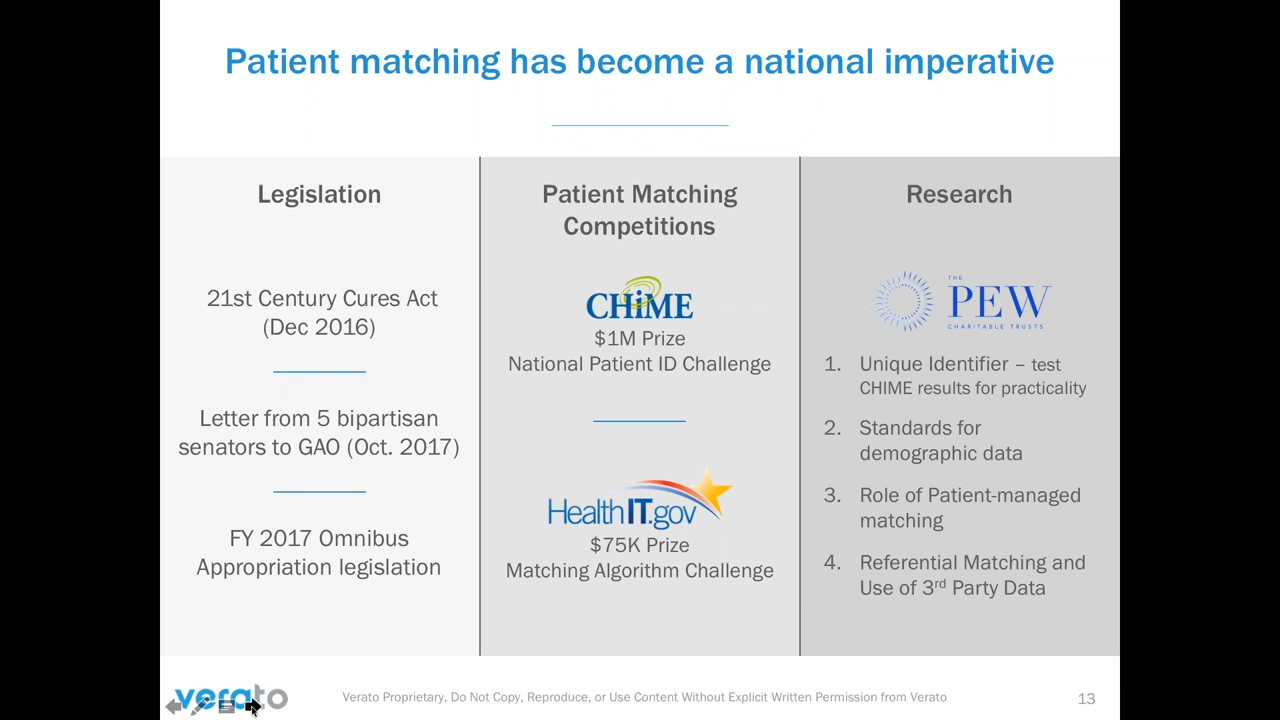 Patient matching has become a national imperative
Legislation
21st Century Cures Act
(Dec 2016)
Letter from 5 bipartisan
senators to GAO (Oct. 2017)
FY 2017 Omnibus
Appropriation legislation
Patient Matching
Competitions
CHiME
$1M Prize
National Patient ID Challenge
HealthIT.gov
$75K Prize
Matching Algorithm Challenge
Research
THE
PEW
CHARITABLE TRUSTS
1. Unique Identifier – test
CHIME results for practicality
2. Standards for
demographic data
3. Role of Patient-managed
matching
4. Referential Matching and
Use of 3rd Party Data
verato
Verato Proprietary, Do Not Copy, Reproduce, or Use Content Without Explicit Written Permission from Verato
13